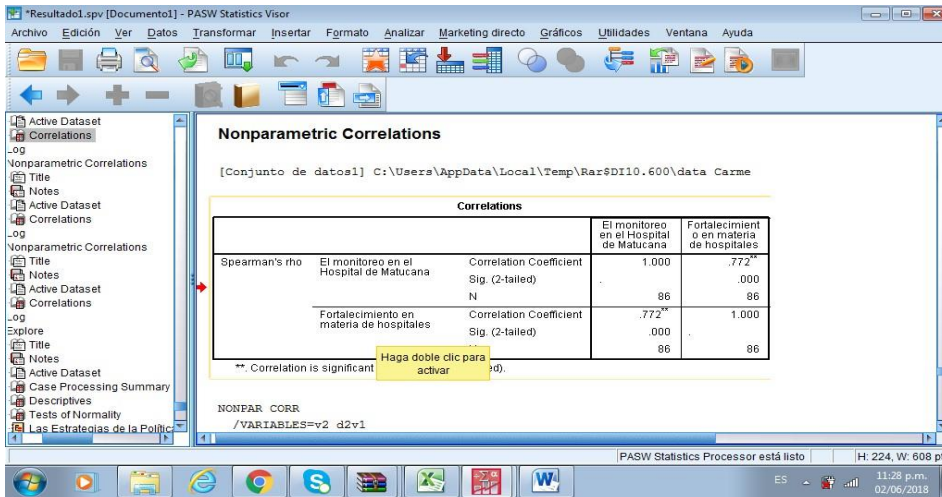 *Resultado1.spv [Documento1] - PASW Statistics Visor
Archivo Edición Ver Datos Transformar Insertar Formato Analizar Marketing directo Gráficos Utilidades Ventana Ayuda
Active Dataset
Correlations
Log
Nonparametric Correlations
Title
Notes
Active Dataset
Correlations
Log
Nonparametric Correlations
Title
Notes
Active Dataset
Correlations
Log
Explore
Title
Notes
Active Dataset
Case Processing Summary
Descriptives
Tests of Normality
Las Estrategias de la Polític
Nonparametric Correlations
[Conjunto de datos1] C:\Users\AppData\Local\Temp\Rar$DI10.600\data Carme
Correlations
El monitoreo en el Hospital de Matucana
Fortalecimient o en materia de hospitales
Spearman's rho El monitoreo en el Hospital de Matucana Correlation Coefficient 1.000 .772**
Sig. (2-tailed) . .000
N 86 86
Fortalecimiento en materia de hospitales Correlation Coefficient .772** 1.000
Sig. (2-tailed) .000 .
86 86
**. Correlation is significant ed).
Haga doble clic para
activar
NONPAR CORR
/VARIABLES=v2 d2v1
PASW Statistics Processor está listo H: 224, W: 608 pt
ES 11:28 p.m.
02/06/2018